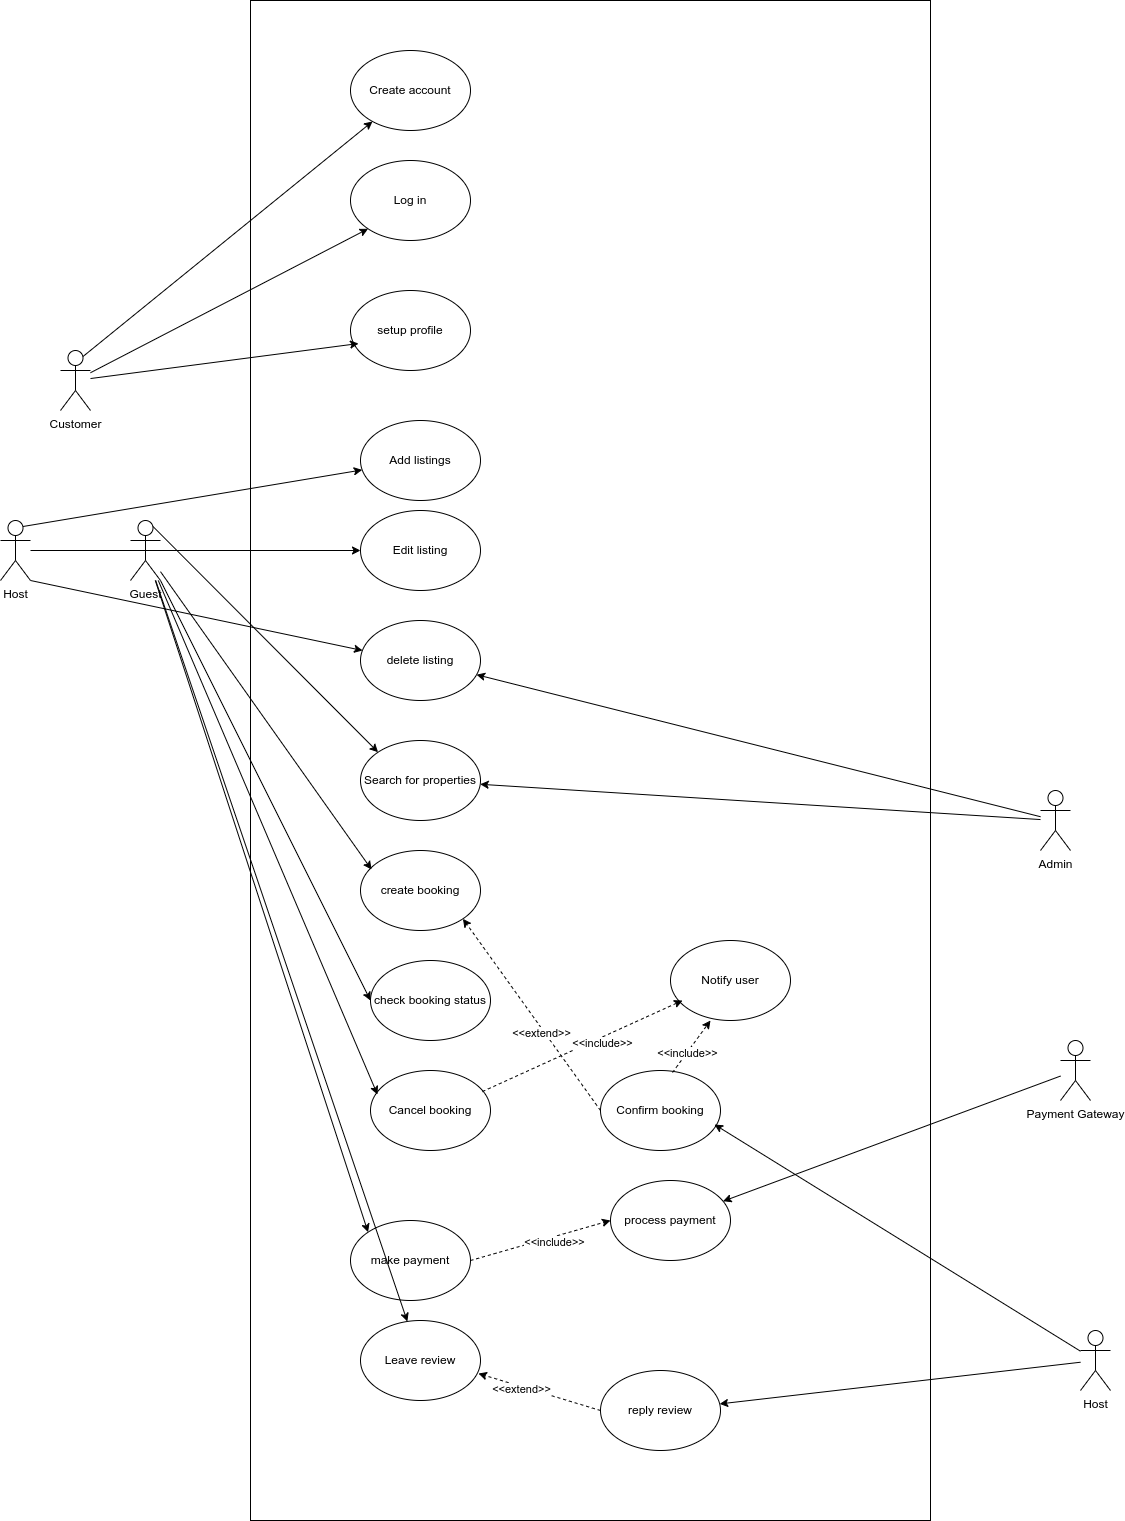 Create account
Log in
setup profile
Customer
Add listings
Host
Guest
Edit listing
delete listing
Search for properties
Admin
create booking
Notify user
check booking status
<<extend>>
<<include>>
<<include>>
Cancel booking
Confirm booking
Payment Gateway
process payment
<<include>>
make payment
Leave review
<<extend>>
reply review
Host